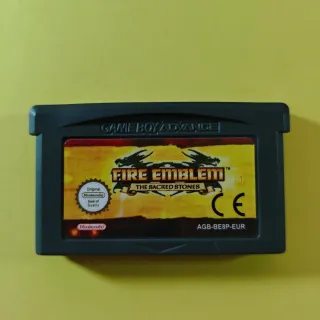 GAME BOY ADVANCE
FIRE EMBLEM
THE SACRED STONES
Original
Nintendo
Seal of
Quality
CE
Nintendo
AGB-BE8P-EUR